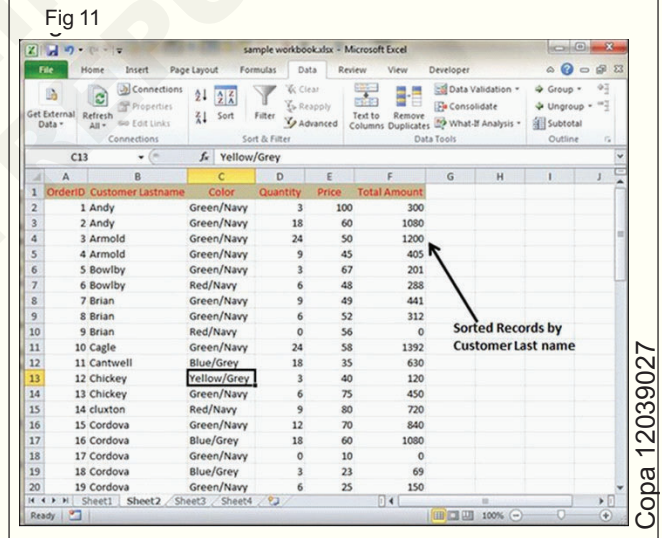 Fig 11
sample workbook.xlsx - Microsoft Excel
File Home Insert Page Layout Formulas Data Review View Developer
Get External Data
Refresh All
Connections
Properties
Edit Links
Connections
Sort
Filter
Clear
Reapply
Advanced
Sort & Filter
Text to Columns
Remove Duplicates
Data Validation
Consolidate
What-If Analysis
Data Tools
Group
Ungroup
Subtotal
Outline
C13 fx Yellow/Grey
A B C D E F G H I J
1 OrderID Customer Lastname Color Quantity Price Total Amount
2 1 Andy Green/Navy 3 100 300
3 2 Andy Green/Navy 18 60 1080
4 3 Armold Green/Navy 24 50 1200
5 4 Armold Green/Navy 9 45 405
6 5 Bowlby Green/Navy 3 67 201
7 6 Bowlby Red/Navy 6 48 288
8 7 Brian Green/Navy 9 49 441
9 8 Brian Green/Navy 6 52 312
10 9 Brian Red/Navy 0 56 0
11 10 Cagle Green/Navy 24 58 1392
12 11 Cantwell Blue/Grey 18 35 630
13 12 Chickey Yellow/Grey 3 40 120
14 13 Chickey Green/Navy 6 75 450
15 14 cluxton Red/Navy 9 80 720
16 15 Cordova Green/Navy 12 70 840
17 16 Cordova Blue/Grey 18 60 1080
18 17 Cordova Green/Navy 0 10 0
19 18 Cordova Blue/Grey 3 23 69
20 19 Cordova Green/Navy 6 25 150
Sorted Records by
Customer Last name
Sheet1 Sheet2 Sheet3 Sheet4
Ready 100%
Copa 12039027